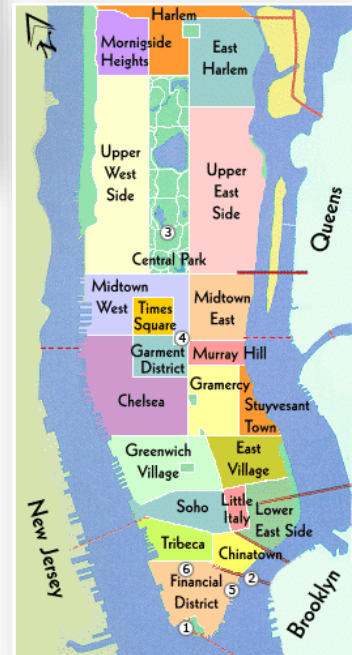 Harlem
Mornigside
Heights
East
Harlem
Upper
West
Side
Upper
East
Side
Queens
3
Central Park
Midtown
West
Times
Square
Midtown
East
4
Garment
District
Murray Hill
Gramercy
Chelsea
Stuyvesant
Town
Greenwich
Village
East
Village
Soho
Little
Italy
Lower
East Side
New Jersey
Tribeca
Chinatown
6
Financial
District
2
5
Brooklyn
1